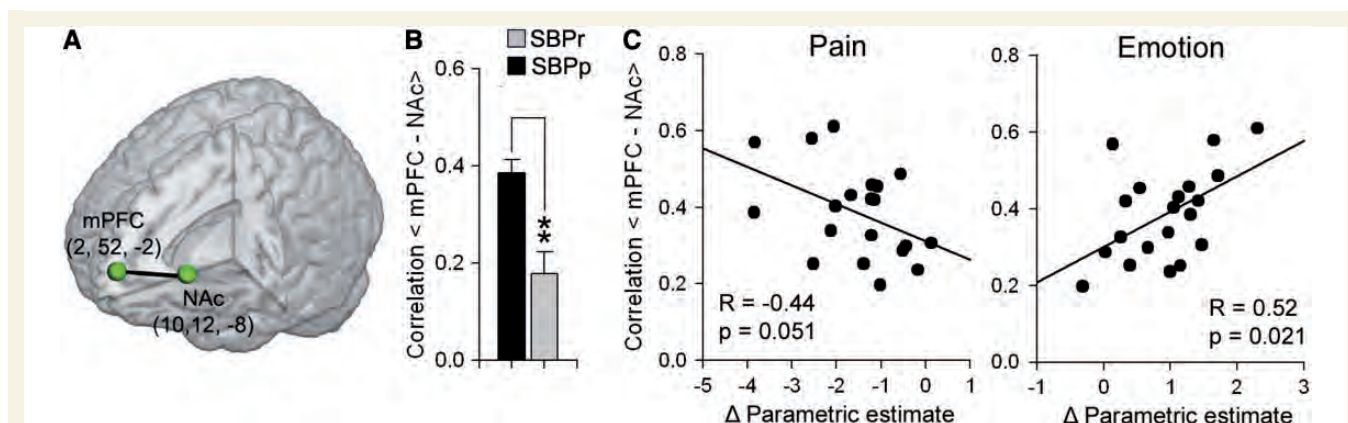 A
mPFC
(2, 52, -2)
NAc
(10,12, -8)
B
SBPr
SBPp
Correlation < mPFC - NAc>
0.6
0.4
0.2
0.0
**
C
Pain
Correlation < mPFC - NAc>
0.8
0.6
0.4
0.2
0.0
R = -0.44
p = 0.051
-5 -4 -3 -2 -1 0 1
Δ Parametric estimate
Emotion
0.8
0.6
0.4
0.2
0.0
R = 0.52
p = 0.021
-1 0 1 2 3
Δ Parametric estimate